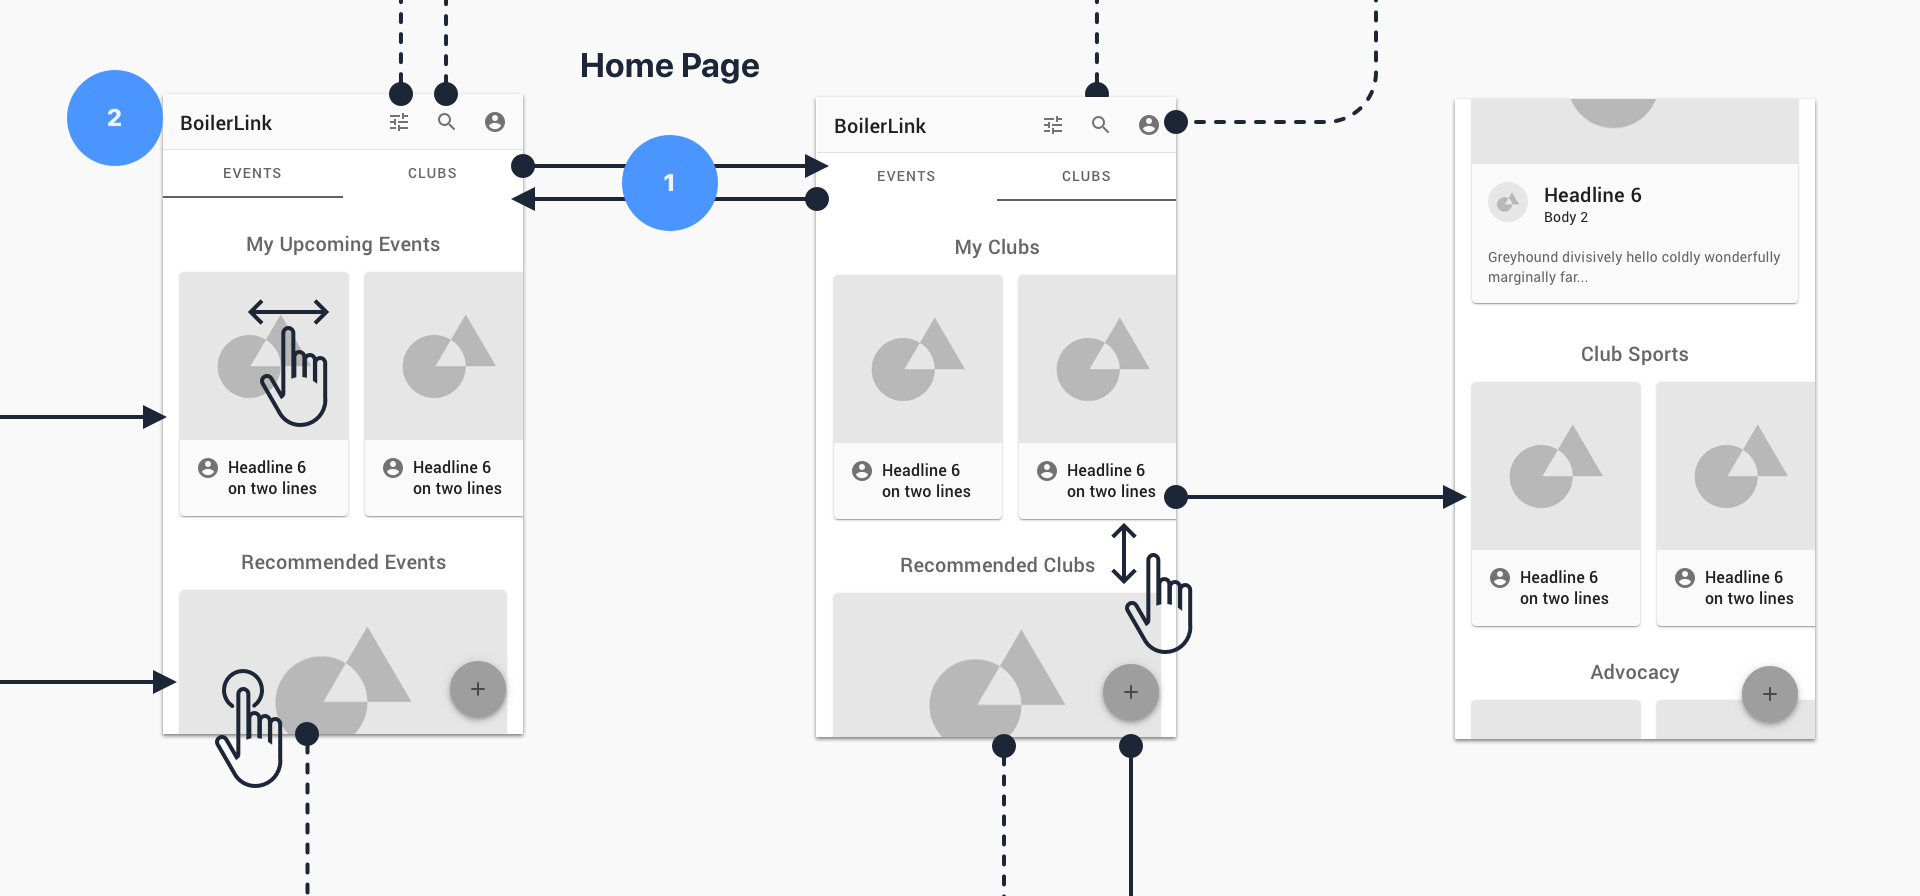 Home Page
2
BoilerLink
EVENTS
CLUBS
My Upcoming Events
Headline 6
on two lines
Headline 6
on two lines
Recommended Events
+
1
BoilerLink
EVENTS
CLUBS
My Clubs
Headline 6
on two lines
Headline 6
on two lines
Recommended Clubs
+
Headline 6
Body 2
Greyhound divisively hello coldly wonderfully
marginally far...
Club Sports
Headline 6
on two lines
Headline 6
on two lines
Advocacy
+